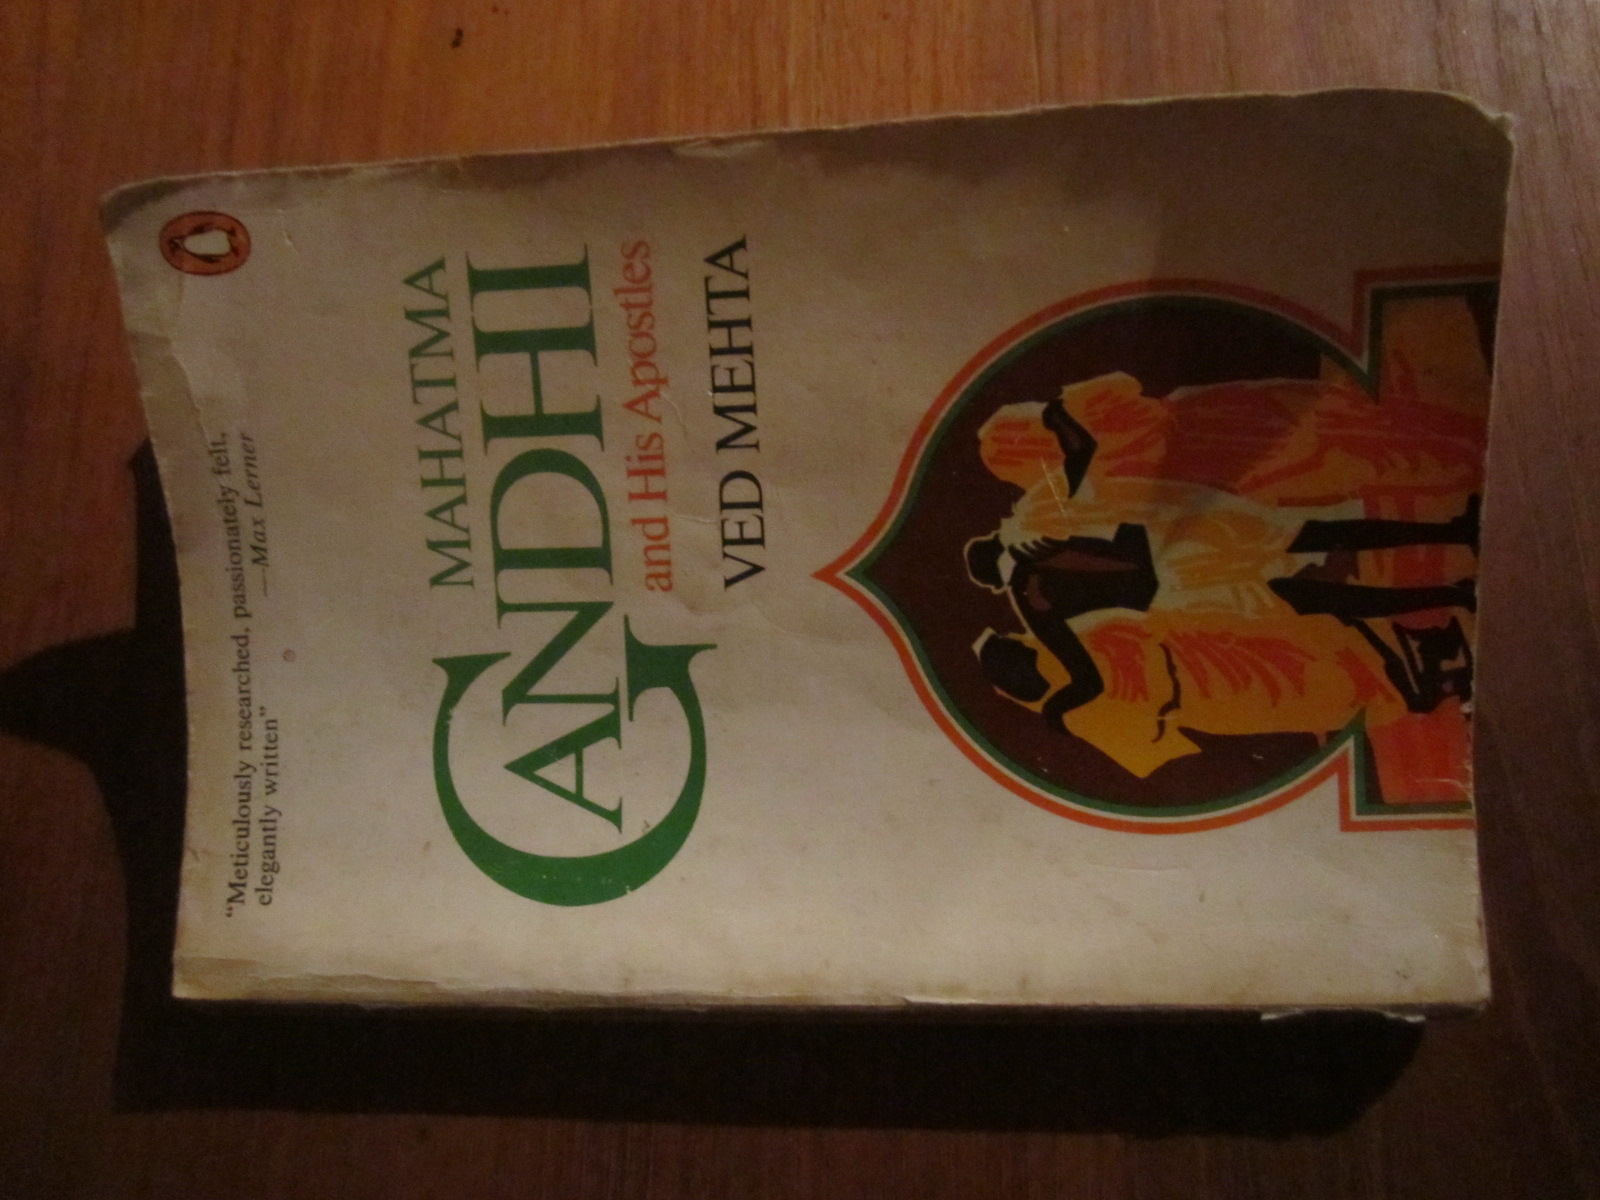 “Meticulously researched, passionately felt,
elegantly written” —Max Lerner
MAHATMA
GANDHI
and His Apostles
VED MEHTA